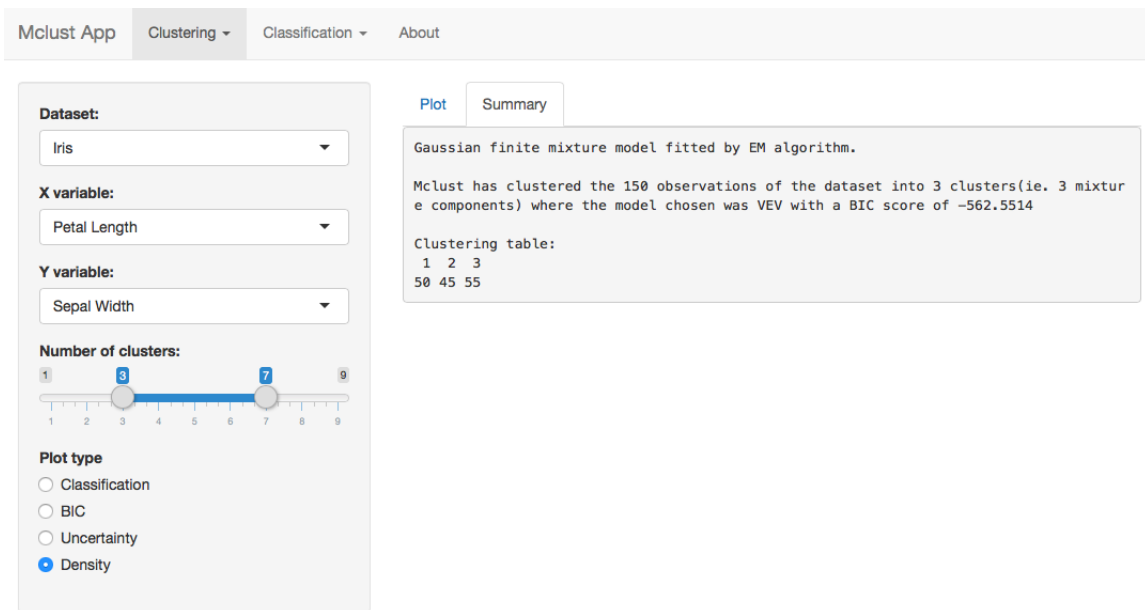 Mclust App Clustering Classification About
Dataset:
Iris
X variable:
Petal Length
Y variable:
Sepal Width
Number of clusters:
1 3 7 9
1 2 3 4 5 6 7 8 9
Plot type
Classification
BIC
Uncertainty
Density
Plot Summary
Gaussian finite mixture model fitted by EM algorithm.
Mclust has clustered the 150 observations of the dataset into 3 clusters(ie. 3 mixtur
e components) where the model chosen was VEV with a BIC score of −562.5514
Clustering table:
1 2 3
50 45 55